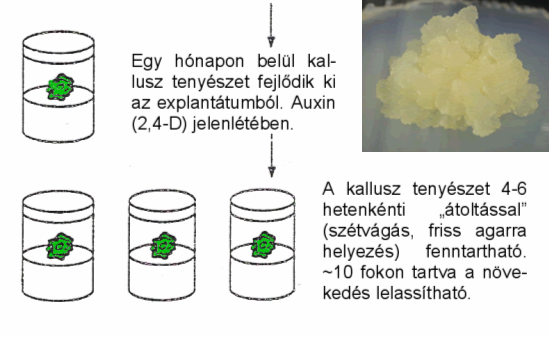 Egy hónapon belül kal-
lusz tenyészet fejlődik ki
az explantátumból. Auxin
(2,4-D) jelenlétében.
A kallusz tenyészet 4-6
hetenkénti „átoltással”
(szétvágás, friss agarra
helyezés) fenntartható.
~10 fokon tartva a növe-
kedés lelassítható.